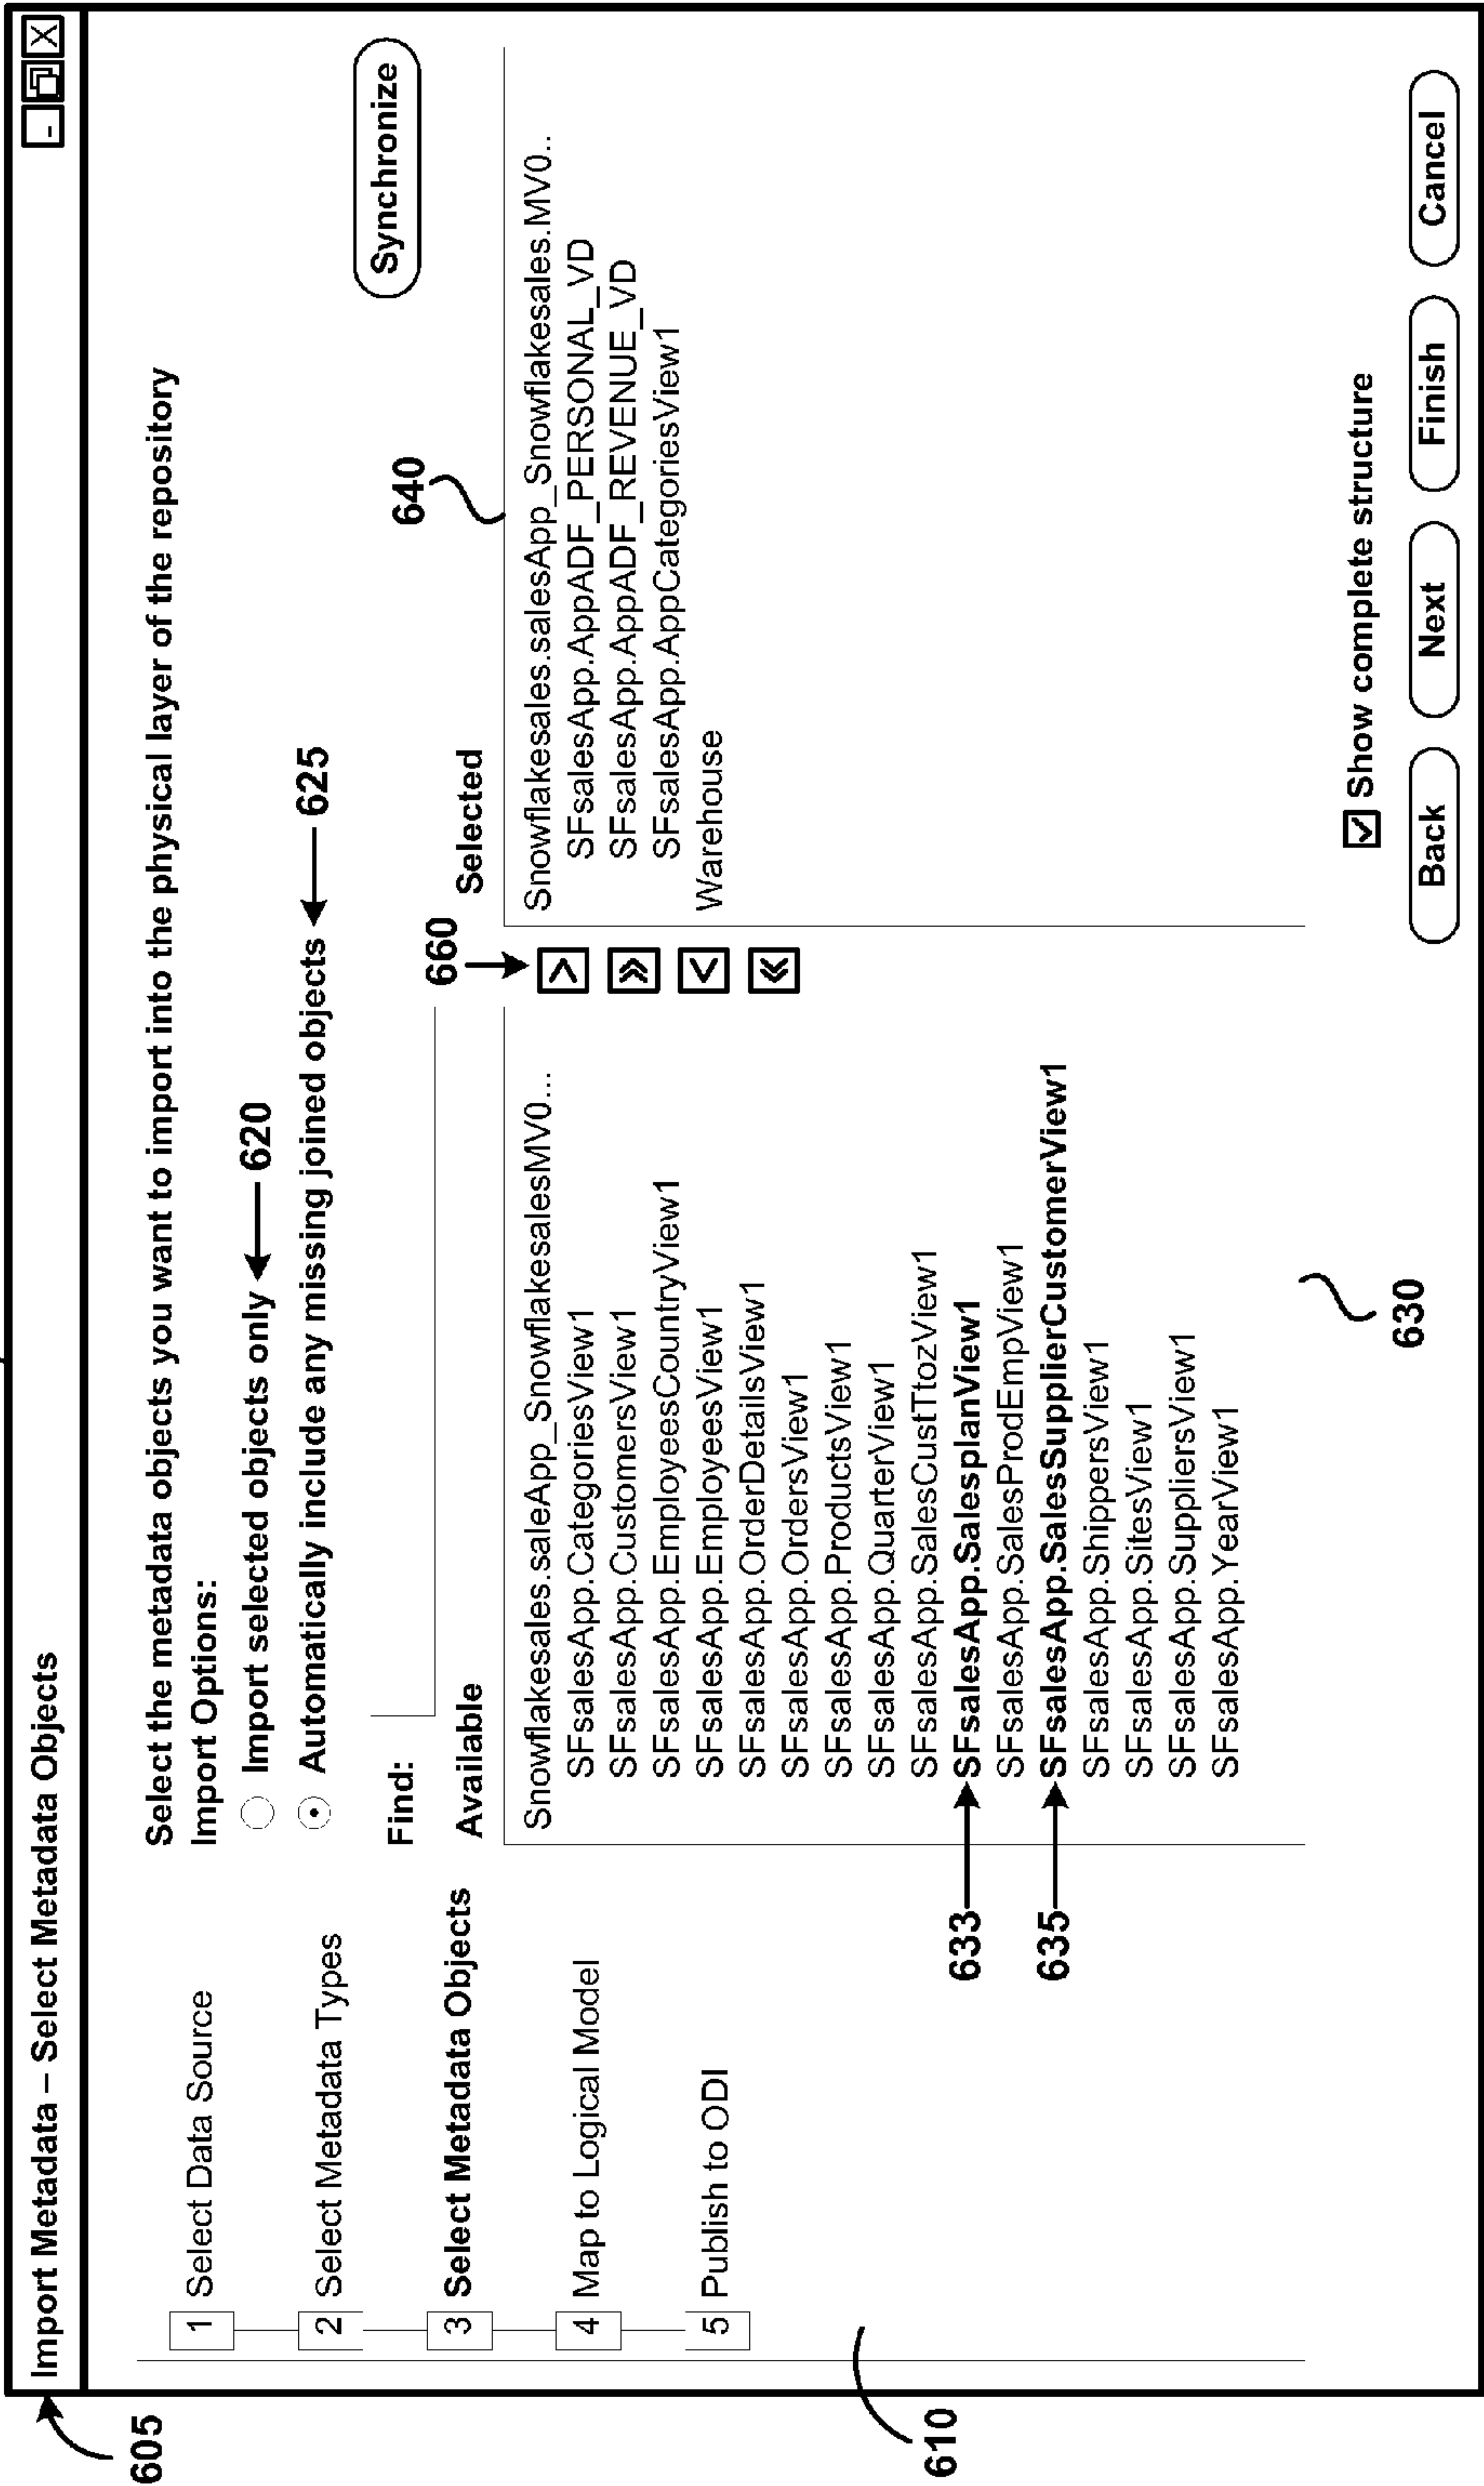 605
Import Metadata – Select Metadata Objects
- X
1 Select Data Source
2 Select Metadata Types
3 Select Metadata Objects
4 Map to Logical Model
5 Publish to ODI
610
Select the metadata objects you want to import into the physical layer of the repository
Import Options:
Import selected objects only 620
Automatically include any missing joined objects 625
Find:
Synchronize
Available
Snowflakesales.saleApp_SnowflakesalesMV0...
SFsalesApp.CategoriesView1
SFsalesApp.CustomersView1
SFsalesApp.EmployeesCountryView1
SFsalesApp.EmployeesView1
SFsalesApp.OrderDetailsView1
SFsalesApp.OrdersView1
SFsalesApp.ProductsView1
SFsalesApp.QuarterView1
SFsalesApp.SalesCustTtozView1
633 SFsalesApp.SalesplanView1
SFsalesApp.SalesProdEmpView1
635 SFsalesApp.SalesSupplierCustomerView1
SFsalesApp.ShippersView1
SFsalesApp.SitesView1
SFsalesApp.SuppliersView1
SFsalesApp.YearView1
630
660
>
»
<
«
Selected
640
Snowflakesales.salesApp_Snowflakesales.MV0..
SFsalesApp.AppADF_PERSONAL_VD
SFsalesApp.AppADF_REVENUE_VD
SFsalesApp.AppCategoriesView1
Warehouse
Show complete structure
Back Next Finish Cancel